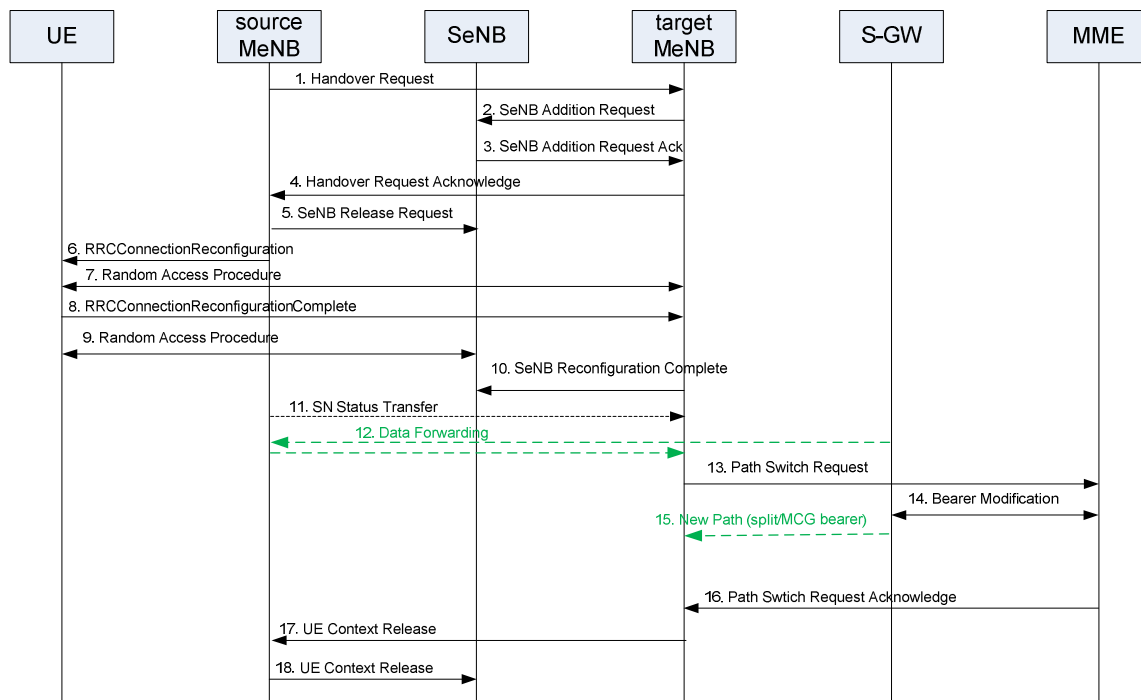 UE
source
MeNB
SeNB
target
MeNB
S-GW
MME
1. Handover Request
2. SeNB Addition Request
3. SeNB Addition Request Ack
4. Handover Request Acknowledge
5. SeNB Release Request
6. RRCConnectionReconfiguration
7. Random Access Procedure
8. RRCConnectionReconfigurationComplete
9. Random Access Procedure
10. SeNB Reconfiguration Complete
11. SN Status Transfer
12. Data Forwarding
13. Path Switch Request
14. Bearer Modification
15. New Path (split/MCG bearer)
16. Path Swtich Request Acknowledge
17. UE Context Release
18. UE Context Release